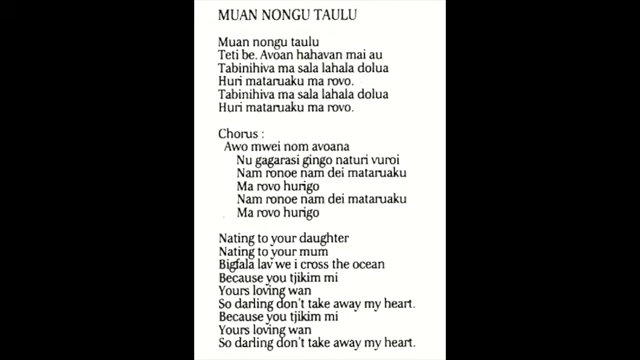 MUAN NONGU TAULU
Muan nongu taulu
Teti be. Avoan hahavan mai au
Tabinihiva ma sala lahala dolua
Huri mataruaku ma rovo.
Tabinihiva ma sala lahala dolua
Huri mataruaku ma rovo.
Chorus :
Awo mwei nom avoana
Nu gagarasi gingo naturi vuroi
Nam ronoe nam dei mataruaku
Ma rovo hurigo
Nam ronoe nam dei mataruaku
Ma rovo hurigo
Nating to your daughter
Nating to your mum
Bigfala lav we i cross the ocean
Because you tjikim mi
Yours loving wan
So darling don't take away my heart.
Because you tjikim mi
Yours loving wan
So darling don't take away my heart.